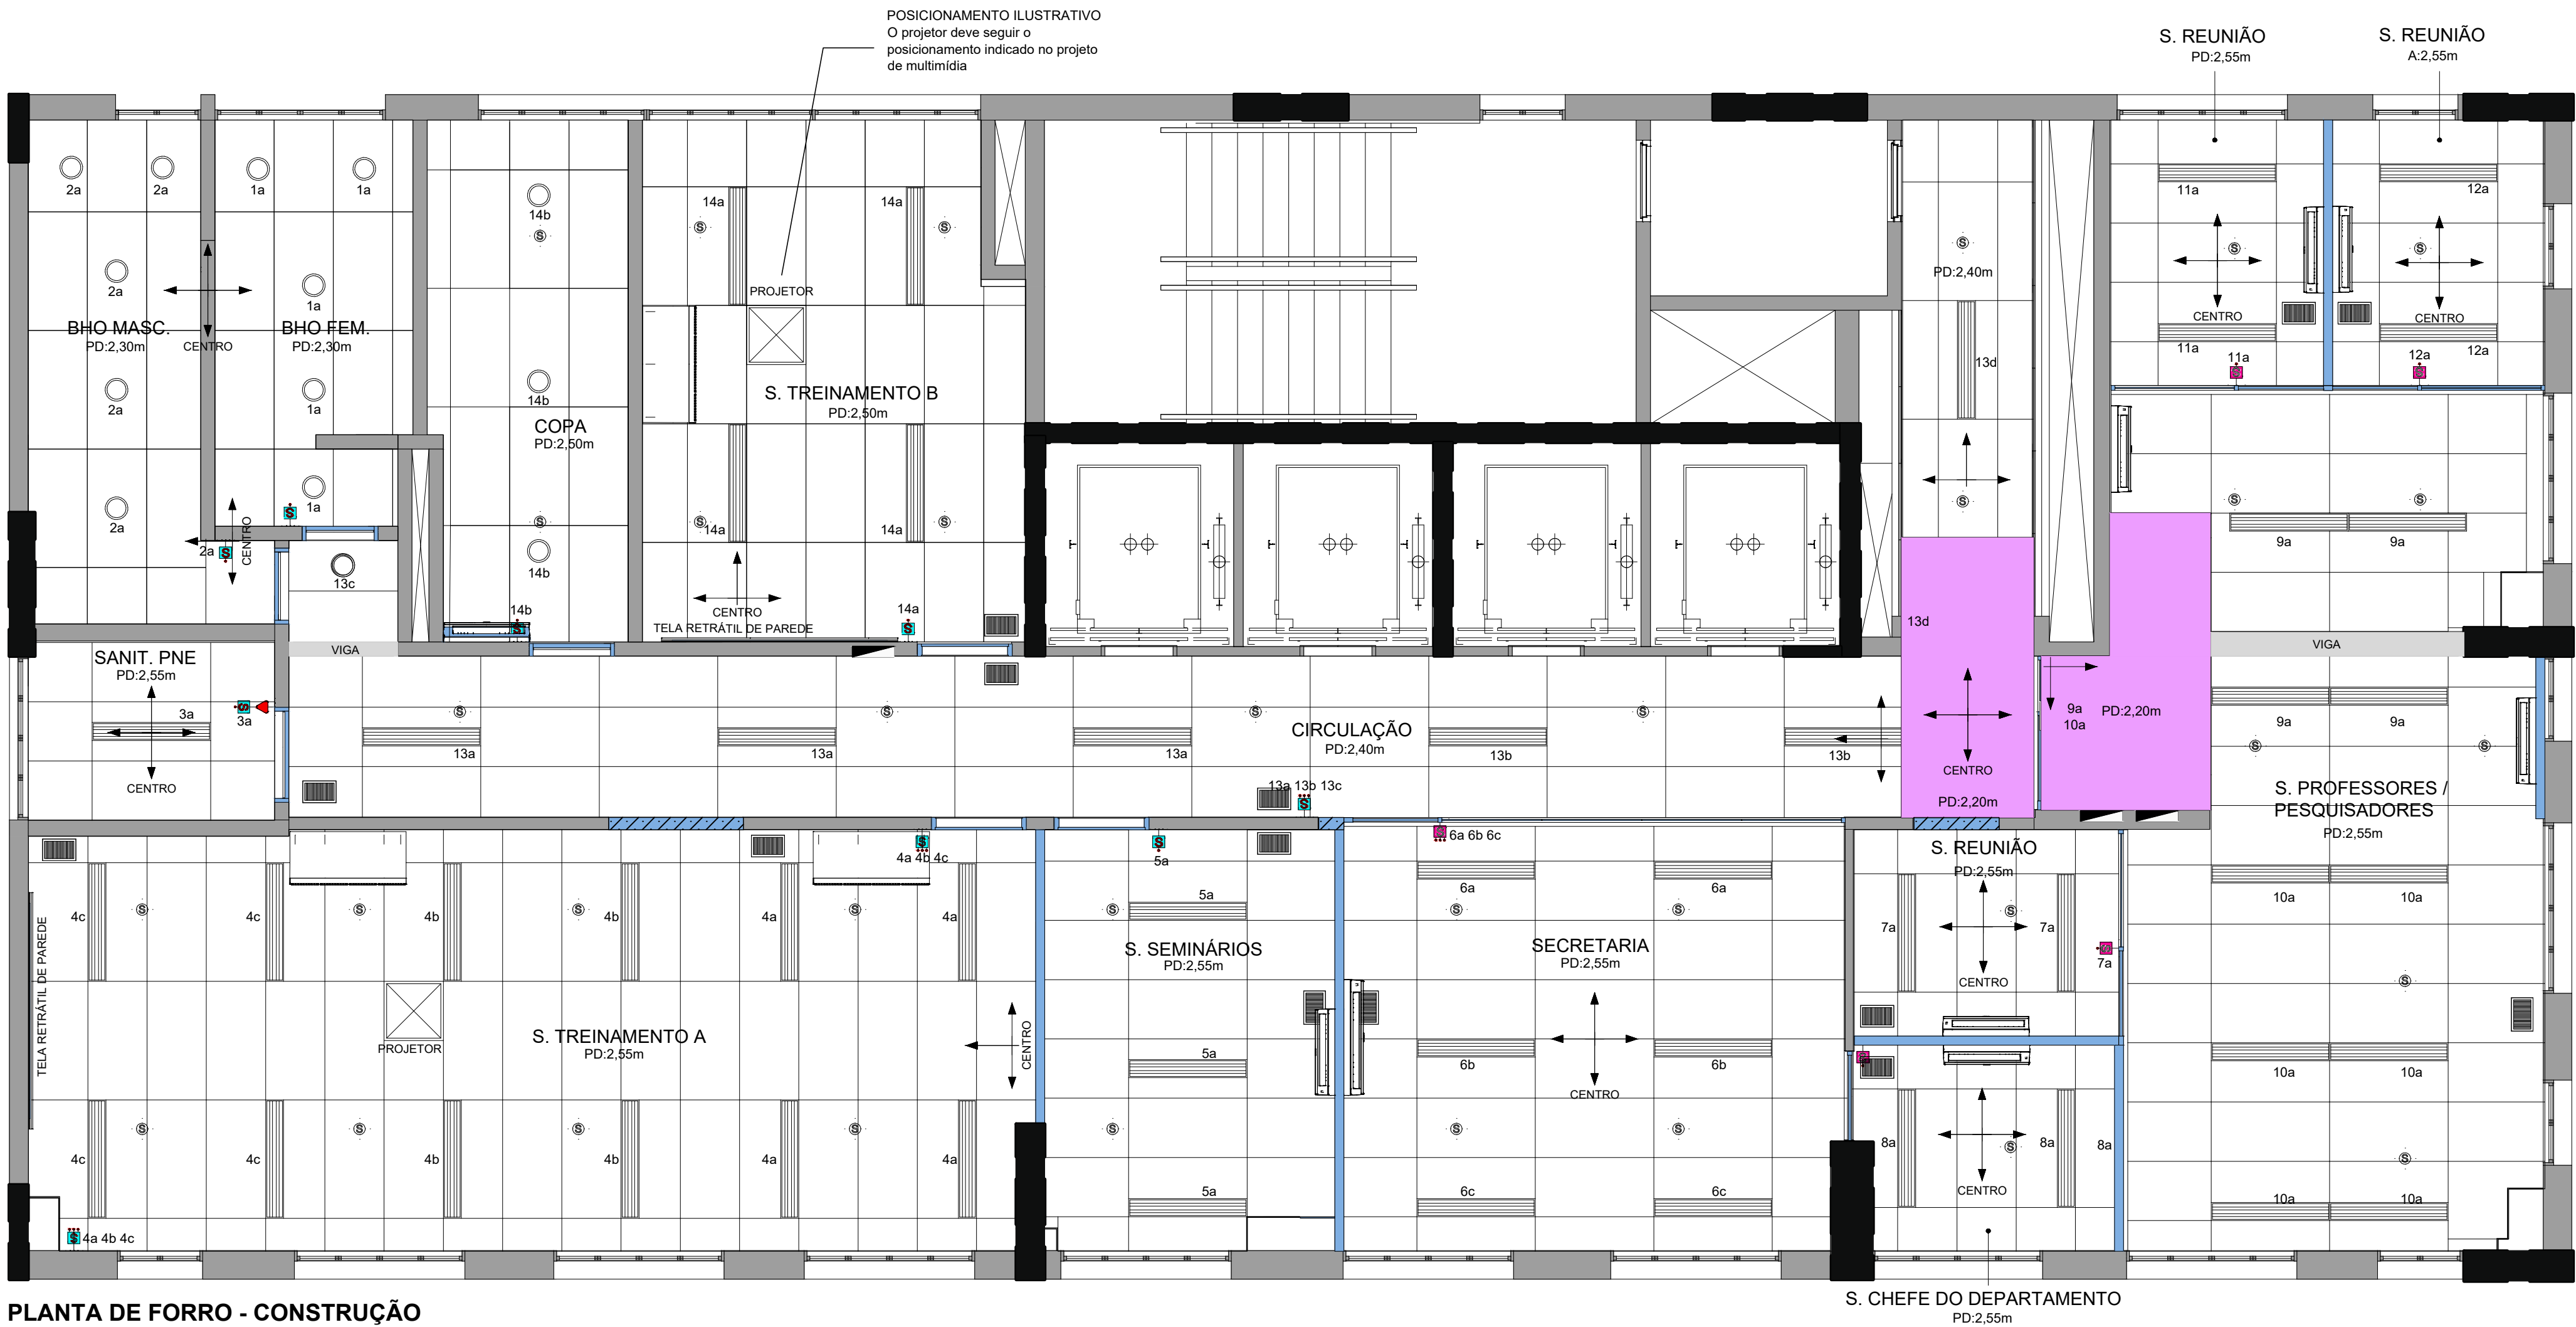 POSICIONAMENTO ILUSTRATIVO
O projetor deve seguir o
posicionamento indicado no projeto
de multimídia
S. REUNIÃO
PD:2,55m
S. REUNIÃO
A:2,55m
2a
2a
1a
1a
14b
S
14a
S
14a
S
S
PD:2,40m
13d
11a
S
CENTRO
11a
11a
12a
S
CENTRO
12a
12a
2a
1a
BHO MASC.
PD:2,30m
CENTRO
BHO FEM.
PD:2,30m
2a
1a
2a
1a
S
2a
S
CENTRO
13c
14b
COPA
PD:2,50m
S
14b
14b
PROJETOR
S. TREINAMENTO B
PD:2,50m
S
14a
14a
S
CENTRO
TELA RETRÁTIL DE PAREDE
14a
S
S
13d
S
S
9a
9a
VIGA
VIGA
SANIT. PNE
PD:2,55m
3a
S
3a
CENTRO
S
13a
S
13a
S
13a
CIRCULAÇÃO
PD:2,40m
S
13b
13b
13a 13b 13c
S
CENTRO
PD:2,20m
9a
10a
PD:2,20m
9a
9a
S
S
S. PROFESSORES /
PESQUISADORES
PD:2,55m
4a 4b 4c
S
5a
S
6a 6b 6c
S. REUNIÃO
PD:2,55m
4c
S
4c
S
4b
S
4b
4a
S
4a
5a
S
6a
S
6a
S
7a
S
7a
7a
CENTRO
10a
10a
S
TELA RETRÁTIL DE PAREDE
PROJETOR
S. TREINAMENTO A
PD:2,55m
CENTRO
S. SEMINÁRIOS
PD:2,55m
5a
SECRETARIA
PD:2,55m
6b
6b
CENTRO
10a
10a
4c
S
4c
S
4b
S
4b
4a
S
4a
S
5a
S
6c
S
6c
8a
S
8a
8a
CENTRO
S
10a
10a
S
4a 4b 4c
S. CHEFE DO DEPARTAMENTO
PD:2,55m
PLANTA DE FORRO - CONSTRUÇÃO